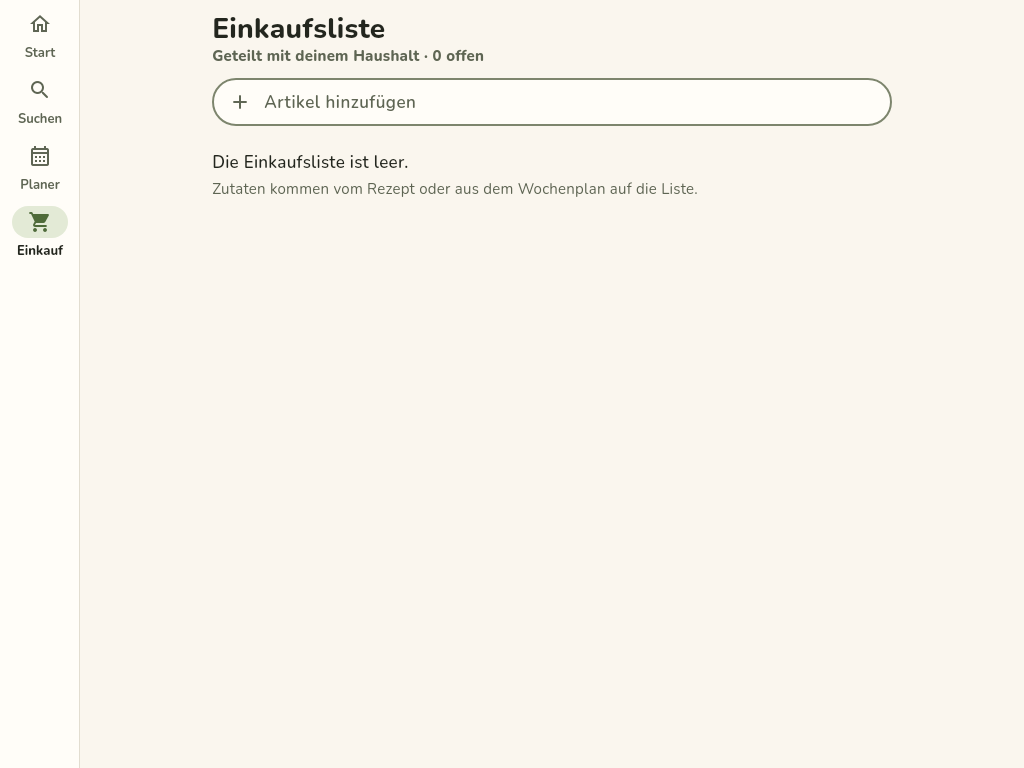 Start
Suchen
Planer
Einkauf
Einkaufsliste
Geteilt mit deinem Haushalt · 0 offen
Artikel hinzufügen
Die Einkaufsliste ist leer.
Zutaten kommen vom Rezept oder aus dem Wochenplan auf die Liste.